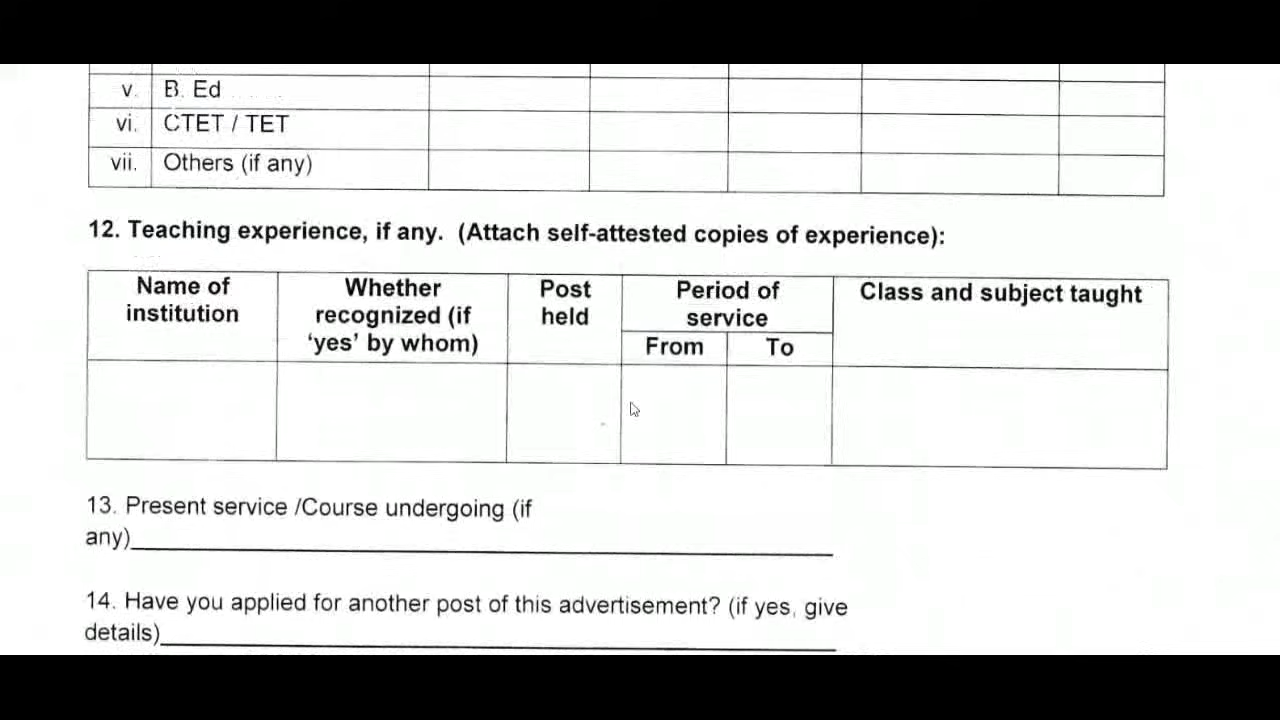 v. B. Ed
vi. CTET / TET
vii. Others (if any)
12. Teaching experience, if any. (Attach self-attested copies of experience):
Name of institution
Whether recognized (if 'yes' by whom)
Post held
Period of service
From To
Class and subject taught
13. Present service /Course undergoing (if
any)
14. Have you applied for another post of this advertisement? (if yes, give
details)